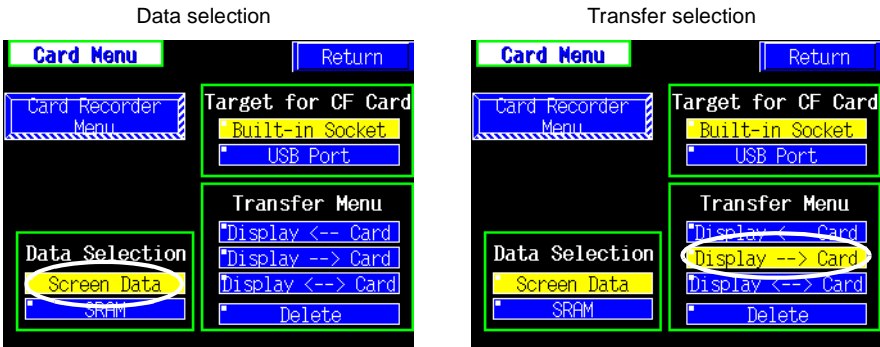 Data selection
Card Menu
Return
Card Recorder
Menu
Target for CF Card
Built-in Socket
USB Port
Transfer Menu
Display <-- Card
Display --> Card
Display <--> Card
Delete
Data Selection
Screen Data
SRAM
Transfer selection
Card Menu
Return
Card Recorder
Menu
Target for CF Card
Built-in Socket
USB Port
Transfer Menu
Display <-- Card
Display --> Card
Display <--> Card
Delete
Data Selection
Screen Data
SRAM